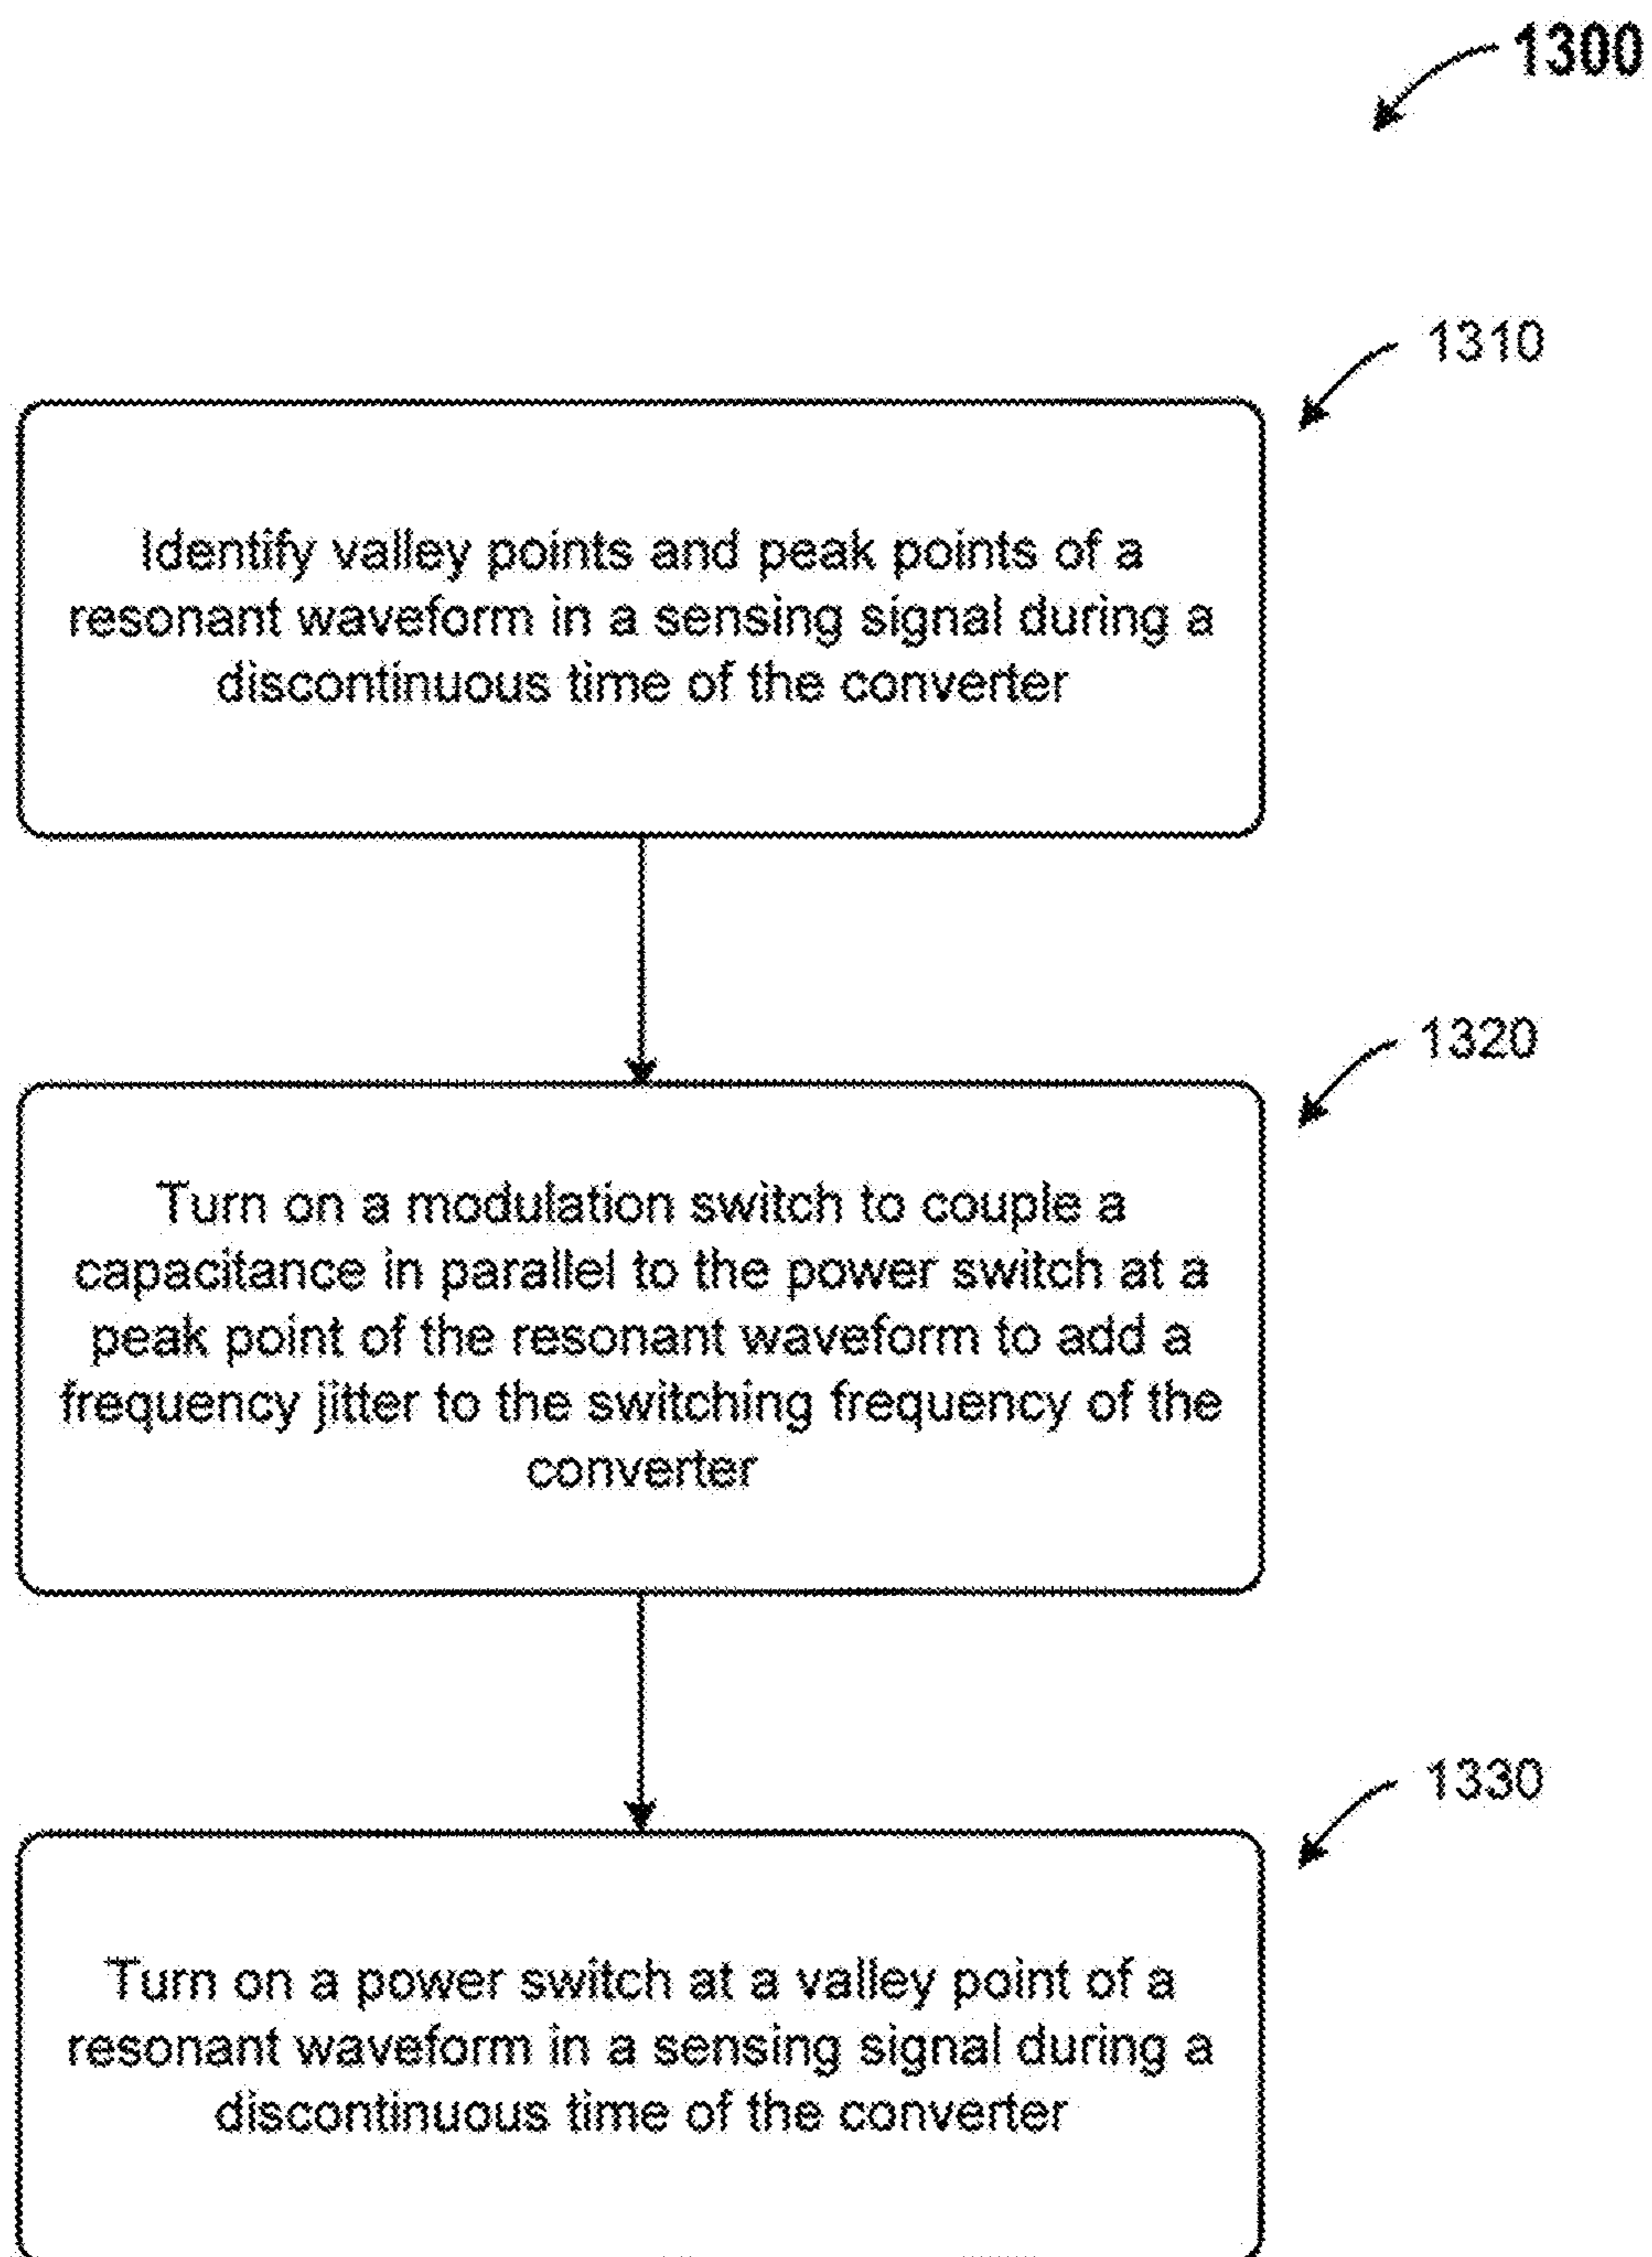 1300
1310
Identify valley points and peak points of a
resonant waveform in a sensing signal during a
discontinuous time of the converter
1320
Turn on a modulation switch to couple a
capacitance in parallel to the power switch at a
peak point of the resonant waveform to add a
frequency jitter to the switching frequency of the
converter
1330
Turn on a power switch at a valley point of a
resonant waveform in a sensing signal during a
discontinuous time of the converter